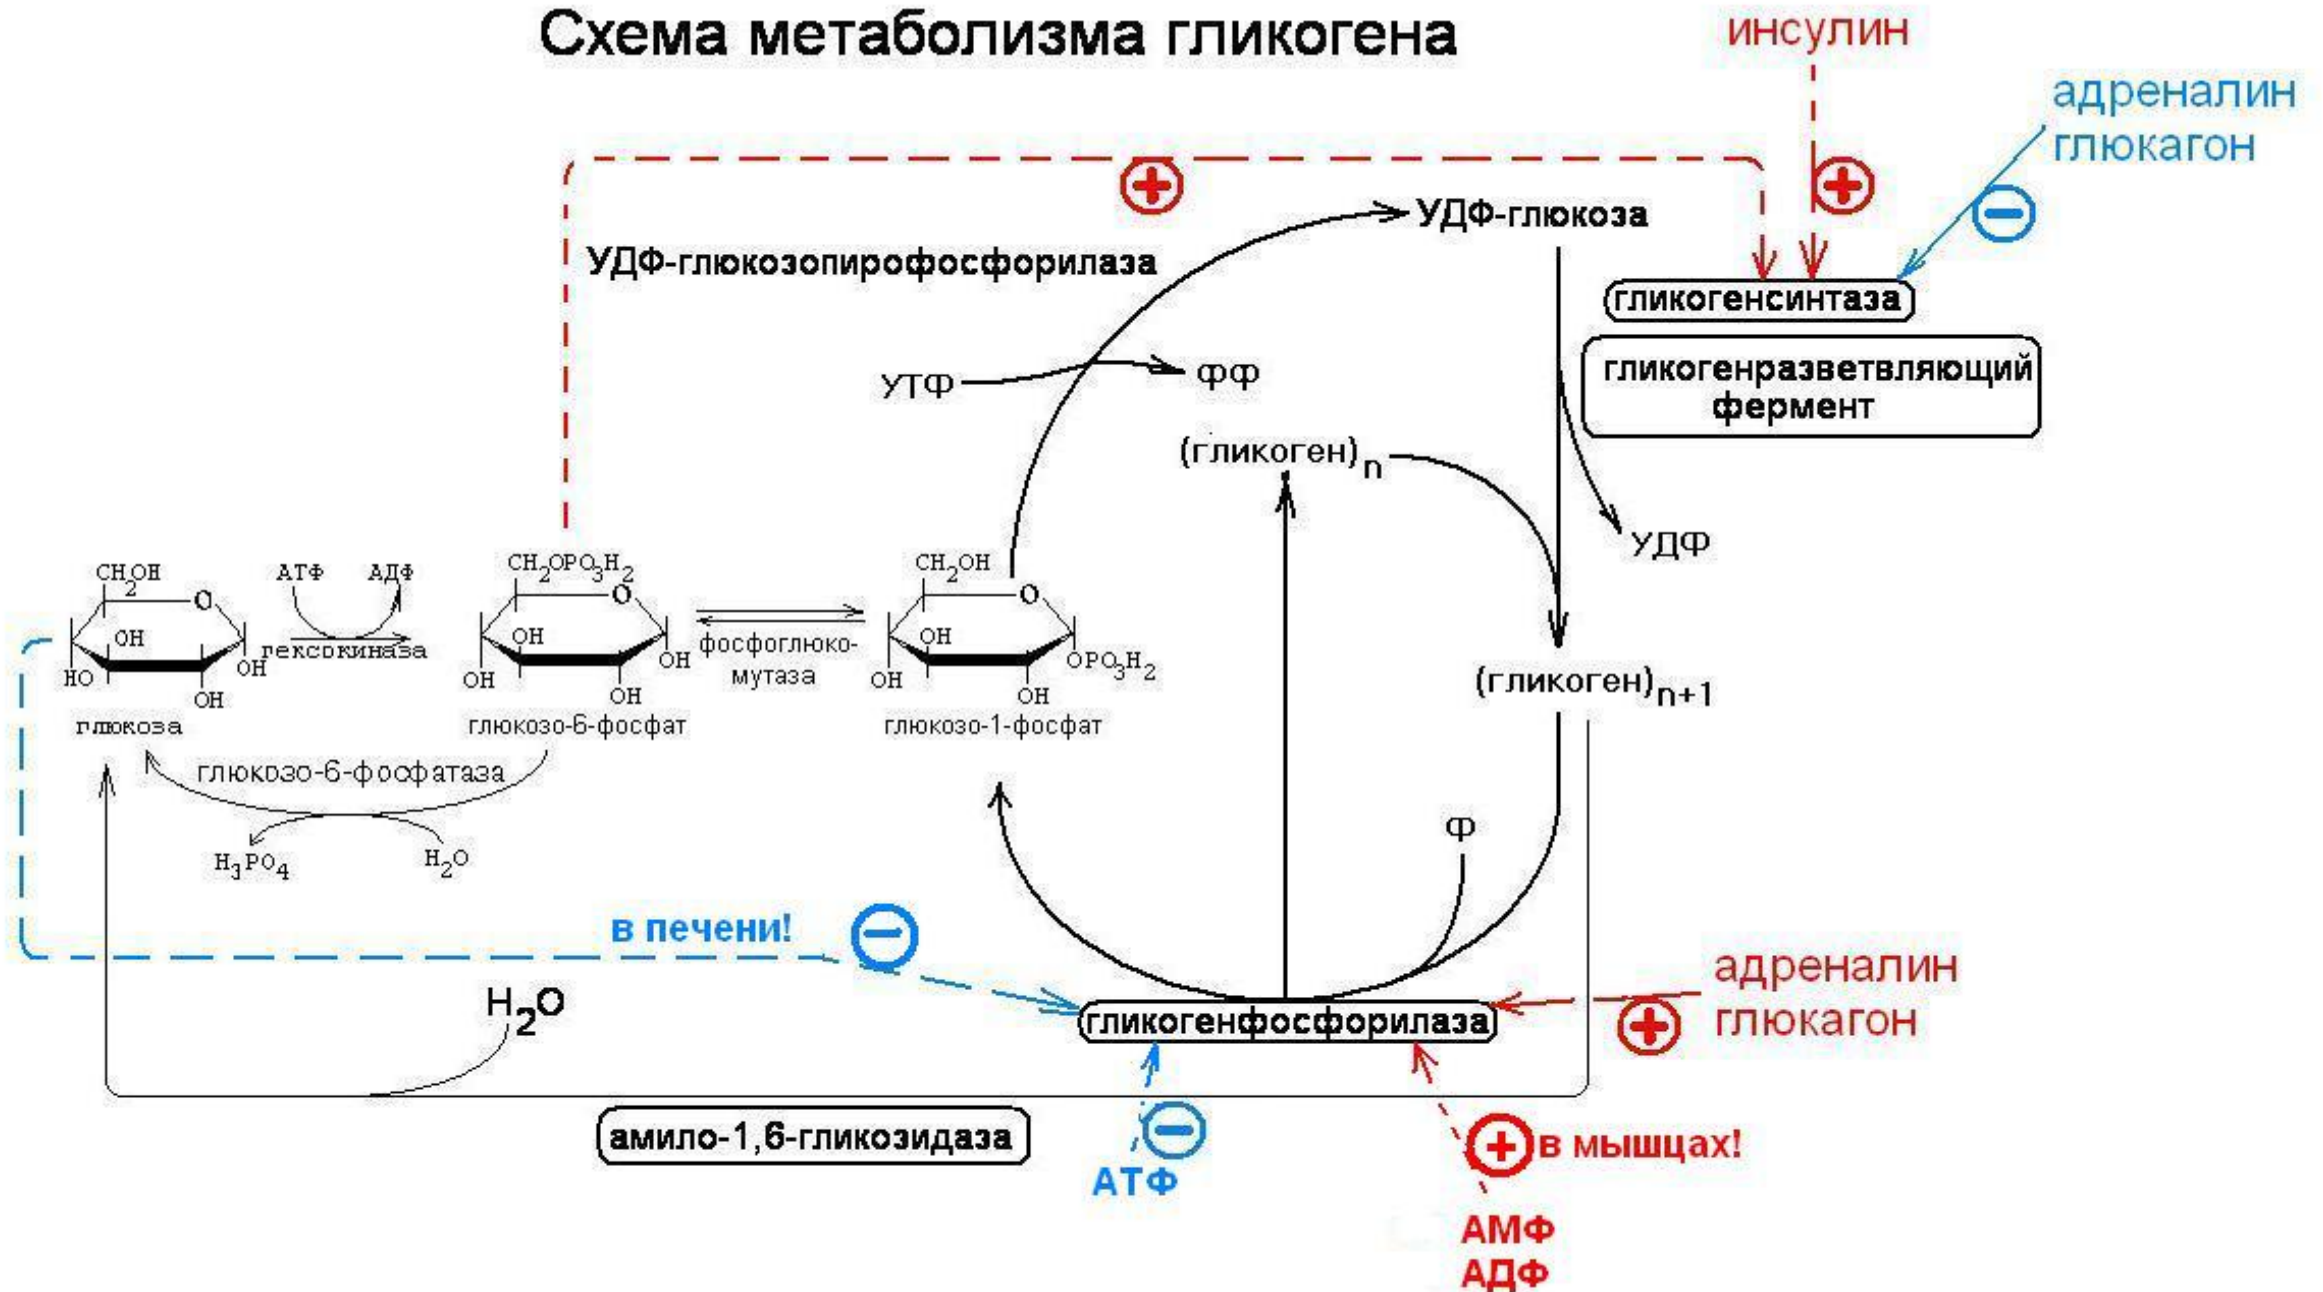 Схема метаболизма гликогена
инсулин
адреналин
глюкагон
+
+
−
УДФ-глюкоза
УДФ-глюкозопирофосфорилаза
гликогенсинтаза
гликогенразветвляющий
фермент
УТФ
ФФ
(гликоген)n
УДФ
CH2OH
O
OH
HO
OH
OH
глюкоза
АТФ
АДФ
гексокиназа
CH2OPO3H2
O
OH
OH
OH
OH
глюкозо-6-фосфат
фосфоглюко-
мутаза
CH2OH
O
OH
OH
OH
OPO3H2
глюкозо-1-фосфат
(гликоген)n+1
глюкозо-6-фосфатаза
H3PO4
H2O
Ф
в печени!
−
адреналин
глюкагон
+
H2O
гликогенфосфорилаза
амило-1,6-гликозидаза
−
АТФ
+
в мышцах!
АМФ
АДФ